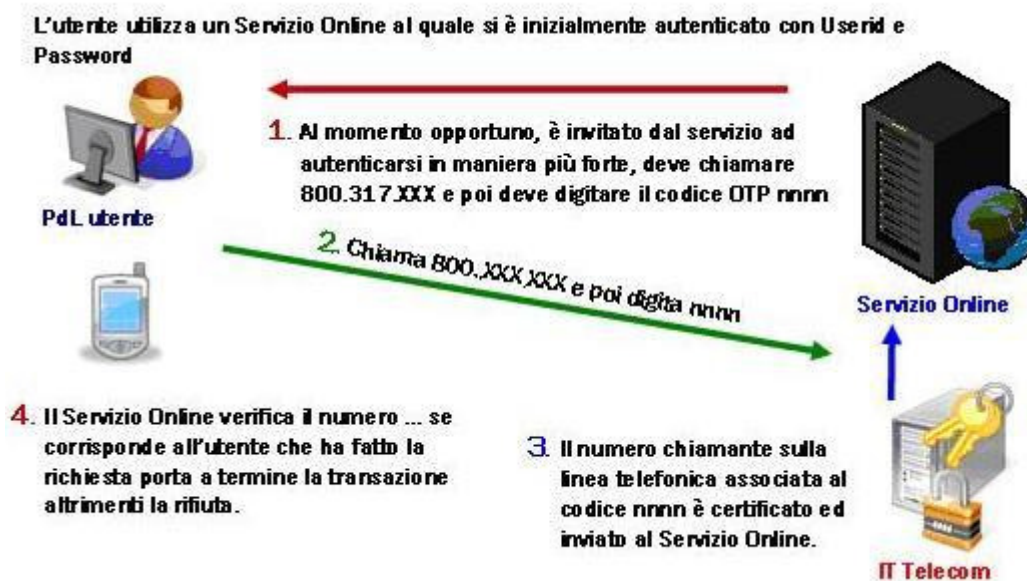 L'utente utilizza un Servizio Online al quale si è inizialmente autenticato con Userid e
Password
1. Al momento opportuno, è invitato dal servizio ad
autenticarsi in maniera più forte, deve chiamare
800.317.XXX e poi deve digitare il codice OTP nnnn
PdL utente
2. Chiama 800.XXX.XXX e poi digita nnnn
Servizio Online
4. Il Servizio Online verifica il numero ... se
corrisponde all'utente che ha fatto la
richiesta porta a termine la transazione
altrimenti la rifiuta.
3. Il numero chiamante sulla
linea telefonica associata al
codice nnnn è certificato ed
inviato al Servizio Online.
IT Telecom